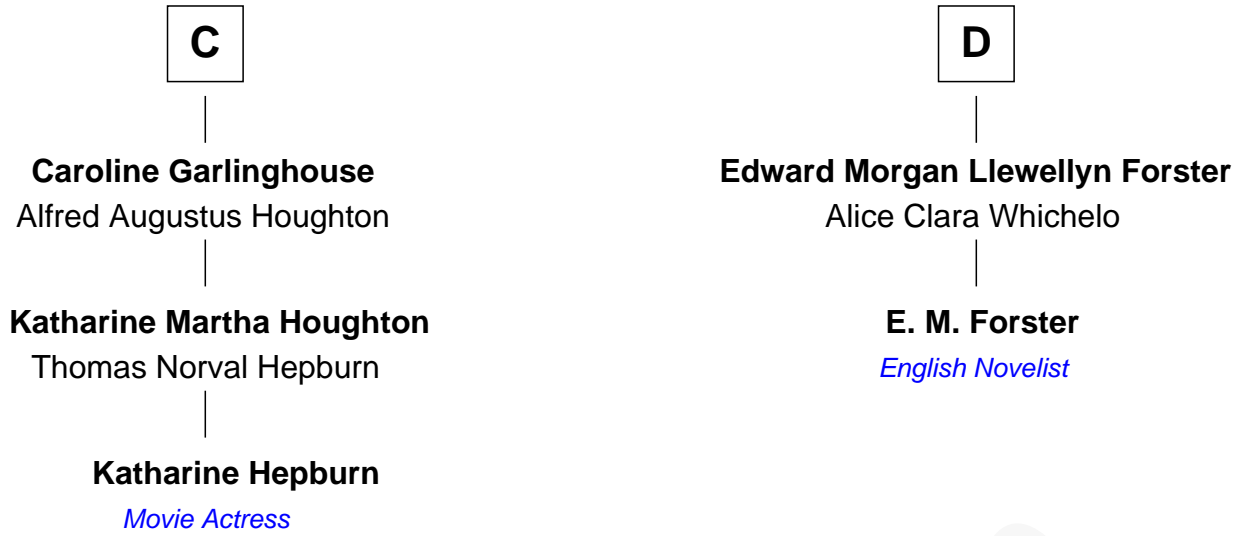 C
Caroline Garlinghouse
Alfred Augustus Houghton
Katharine Martha Houghton
Thomas Norval Hepburn
Katharine Hepburn
Movie Actress
D
Edward Morgan Llewellyn Forster
Alice Clara Whichelo
E. M. Forster
English Novelist